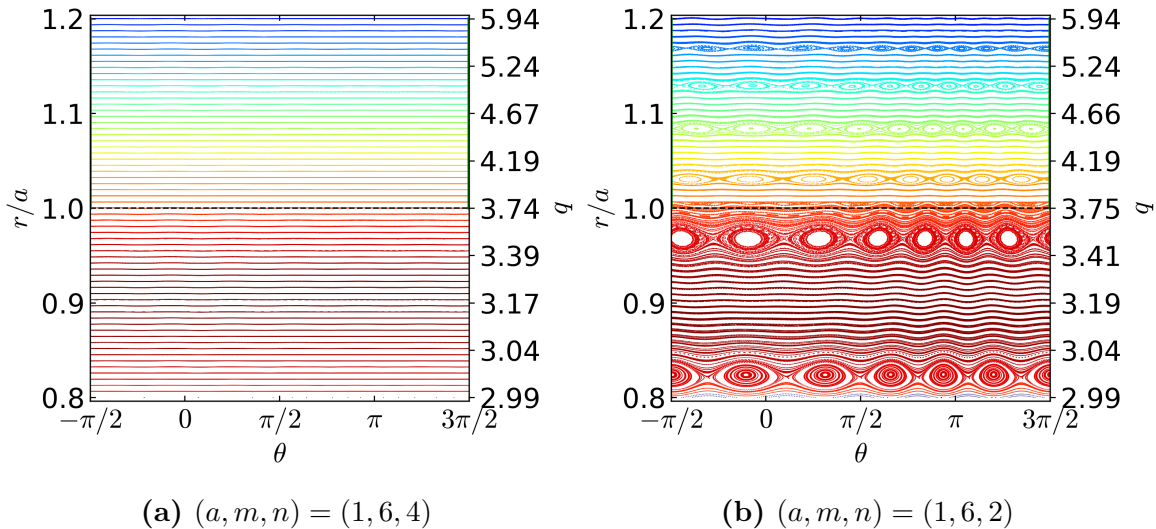 1.2
1.1
1.0
0.9
0.8
r/a
5.94
5.24
4.67
4.19
3.74
3.39
3.17
3.04
2.99
q
−π/2 0 π/2 π 3π/2
θ
(a) (a, m, n) = (1, 6, 4)
1.2
1.1
1.0
0.9
0.8
r/a
5.94
5.24
4.66
4.19
3.75
3.41
3.19
3.04
2.99
q
−π/2 0 π/2 π 3π/2
θ
(b) (a, m, n) = (1, 6, 2)